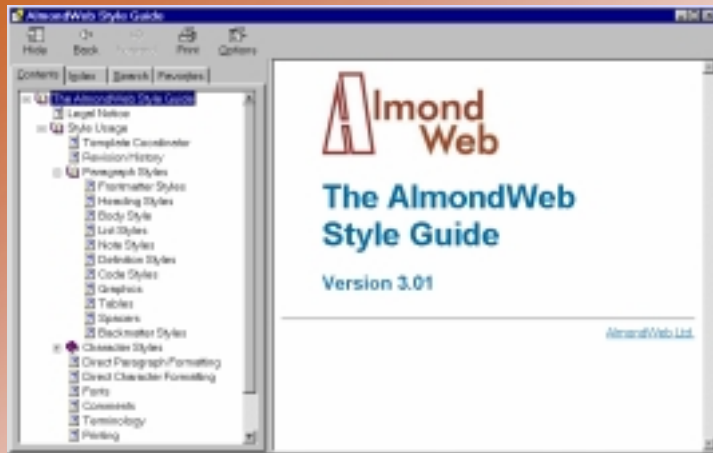 AlmondWeb Style Guide
Hide Back Forward Print Options
Contents Index Search Favorites
The AlmondWeb Style Guide
Legal Notice
Style Usage
Template Coordinator
Revision History
Paragraph Styles
Frontmatter Styles
Heading Styles
Body Style
List Styles
Note Styles
Definition Styles
Code Styles
Graphics
Tables
Spacers
Backmatter Styles
Character Styles
Direct Paragraph Formatting
Direct Character Formatting
Fonts
Comments
Terminology
Printing
Almond
Web
The AlmondWeb
Style Guide
Version 3.01
AlmondWeb Ltd.